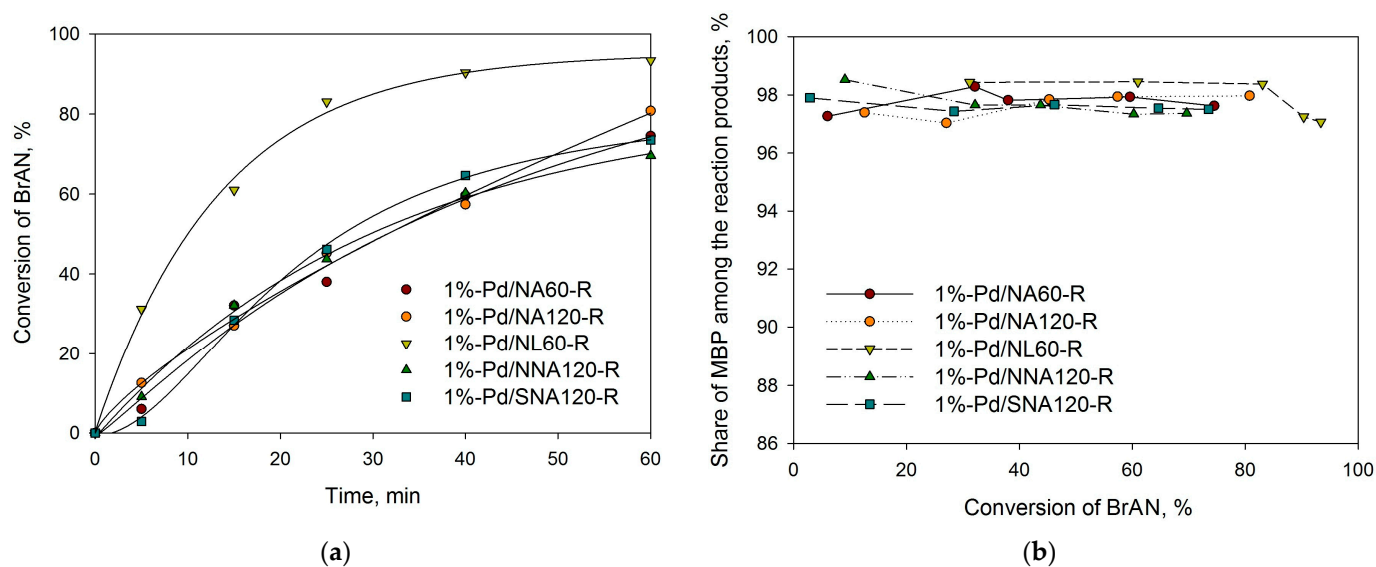 100
80
60
40
20
0
Conversion of BrAN, %
0 10 20 30 40 50 60
Time, min
1%-Pd/NA60-R
1%-Pd/NA120-R
1%-Pd/NL60-R
1%-Pd/NNA120-R
1%-Pd/SNA120-R
(a)
100
98
96
94
92
90
88
86
Share of MBP among the reaction products, %
0 20 40 60 80 100
Conversion of BrAN, %
1%-Pd/NA60-R
1%-Pd/NA120-R
1%-Pd/NL60-R
1%-Pd/NNA120-R
1%-Pd/SNA120-R
(b)